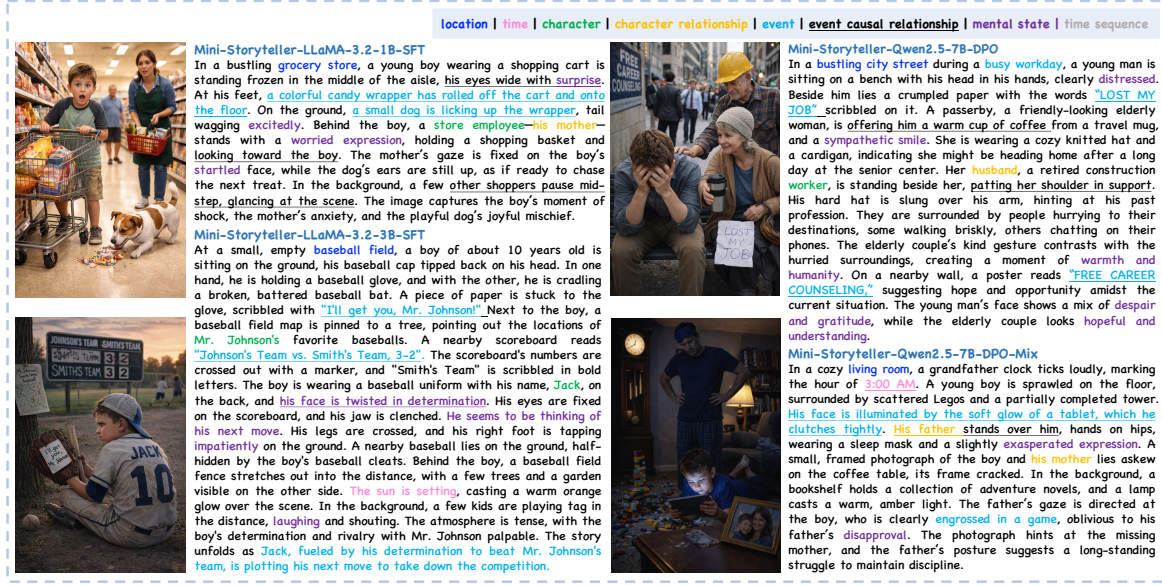 location | time | character | character relationship | event | event causal relationship | mental state | time sequence
Mini-Storyteller-LLaMA-3.2-1B-SFT
In a bustling grocery store, a young boy wearing a shopping cart is
standing frozen in the middle of the aisle, his eyes wide with surprise.
At his feet, a colorful candy wrapper has rolled off the cart and onto
the floor. On the ground, a small dog is licking up the wrapper, tail
wagging excitedly. Behind the boy, a store employee—his mother—
stands with a worried expression, holding a shopping basket and
looking toward the boy. The mother's gaze is fixed on the boy's
startled face, while the dog's ears are still up, as if ready to chase
the next treat. In the background, a few other shoppers pause mid-
step, glancing at the scene. The image captures the boy's moment of
shock, the mother's anxiety, and the playful dog's joyful mischief.
Mini-Storyteller-LLaMA-3.2-3B-SFT
At a small, empty baseball field, a boy of about 10 years old is
sitting on the ground, his baseball cap tipped back on his head. In one
hand, he is holding a baseball glove, and with the other, he is cradling
a broken, battered baseball bat. A piece of paper is stuck to the
glove, scribbled with "I'll get you, Mr. Johnson!" Next to the boy, a
baseball field map is pinned to a tree, pointing out the locations of
Mr. Johnson's favorite baseballs. A nearby scoreboard reads
"Johnson's Team vs. Smith's Team, 3-2". The scoreboard's numbers are
crossed out with a marker, and "Smith's Team" is scribbled in bold
letters. The boy is wearing a baseball uniform with his name, Jack, on
the back, and his face is twisted in determination. His eyes are fixed
on the scoreboard, and his jaw is clenched. He seems to be thinking of
his next move. His legs are crossed, and his right foot is tapping
impatiently on the ground. A nearby baseball lies on the ground, half-
hidden by the boy's baseball cleats. Behind the boy, a baseball field
fence stretches out into the distance, with a few trees and a garden
visible on the other side. The sun is setting, casting a warm orange
glow over the scene. In the background, a few kids are playing tag in
the distance, laughing and shouting. The atmosphere is tense, with the
boy's determination and rivalry with Mr. Johnson palpable. The story
unfolds as Jack, fueled by his determination to beat Mr. Johnson's
team, is plotting his next move to take down the competition.
JOHNSON'S TEAM SMITHS TEAM
3 2
SMITHS TEAM 3 2
JACK
10
FREE
CAREER
COUNSELING
LOST
MY
JOB
Mini-Storyteller-Qwen2.5-7B-DPO
In a bustling city street during a busy workday, a young man is
sitting on a bench with his head in his hands, clearly distressed.
Beside him lies a crumpled paper with the words "LOST MY
JOB" scribbled on it. A passerby, a friendly-looking elderly
woman, is offering him a warm cup of coffee from a travel mug,
and a sympathetic smile. She is wearing a cozy knitted hat and
a cardigan, indicating she might be heading home after a long
day at the senior center. Her husband, a retired construction
worker, is standing beside her, patting her shoulder in support.
His hard hat is slung over his arm, hinting at his past
profession. They are surrounded by people hurrying to their
destinations, some walking briskly, others chatting on their
phones. The elderly couple's kind gesture contrasts with the
hurried surroundings, creating a moment of warmth and
humanity. On a nearby wall, a poster reads "FREE CAREER
COUNSELING," suggesting hope and opportunity amidst the
current situation. The young man's face shows a mix of despair
and gratitude, while the elderly couple looks hopeful and
understanding.
Mini-Storyteller-Qwen2.5-7B-DPO-Mix
In a cozy living room, a grandfather clock ticks loudly, marking
the hour of 3:00 AM. A young boy is sprawled on the floor,
surrounded by scattered Legos and a partially completed tower.
His face is illuminated by the soft glow of a tablet, which he
clutches tightly. His father stands over him, hands on hips,
wearing a sleep mask and a slightly exasperated expression. A
small, framed photograph of the boy and his mother lies askew
on the coffee table, its frame cracked. In the background, a
bookshelf holds a collection of adventure novels, and a lamp
casts a warm, amber light. The father's gaze is directed at
the boy, who is clearly engrossed in a game, oblivious to his
father's disapproval. The photograph hints at the missing
mother, and the father's posture suggests a long-standing
struggle to maintain discipline.